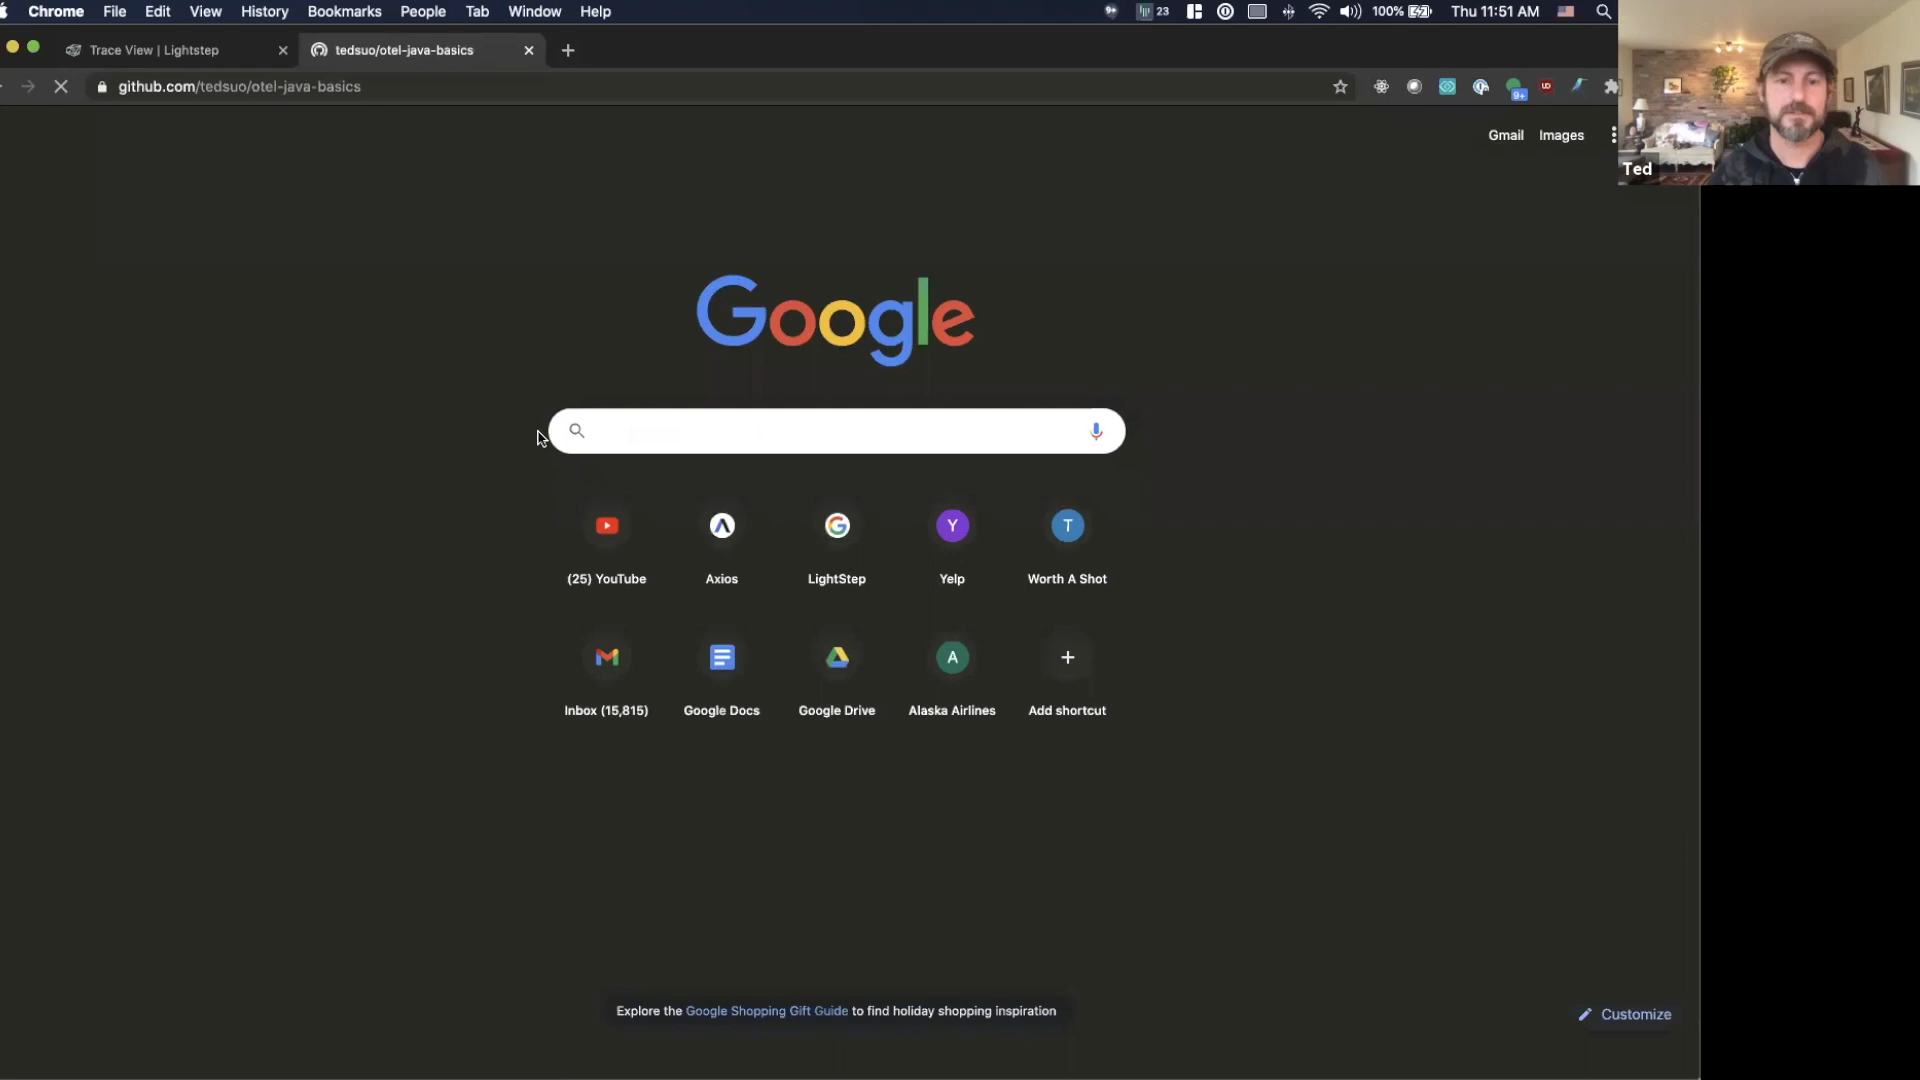 Chrome File Edit View History Bookmarks People Tab Window Help 9+ 23 100% Thu 11:51 AM
Trace View | Lightstep tedsuo/otel-java-basics
github.com/tedsuo/otel-java-basics 9+ UD
Gmail Images
Ted
Google
(25) YouTube Axios LightStep Yelp Worth A Shot
Y T
Inbox (15,815) Google Docs Google Drive Alaska Airlines Add shortcut
A
Explore the Google Shopping Gift Guide to find holiday shopping inspiration
Customize